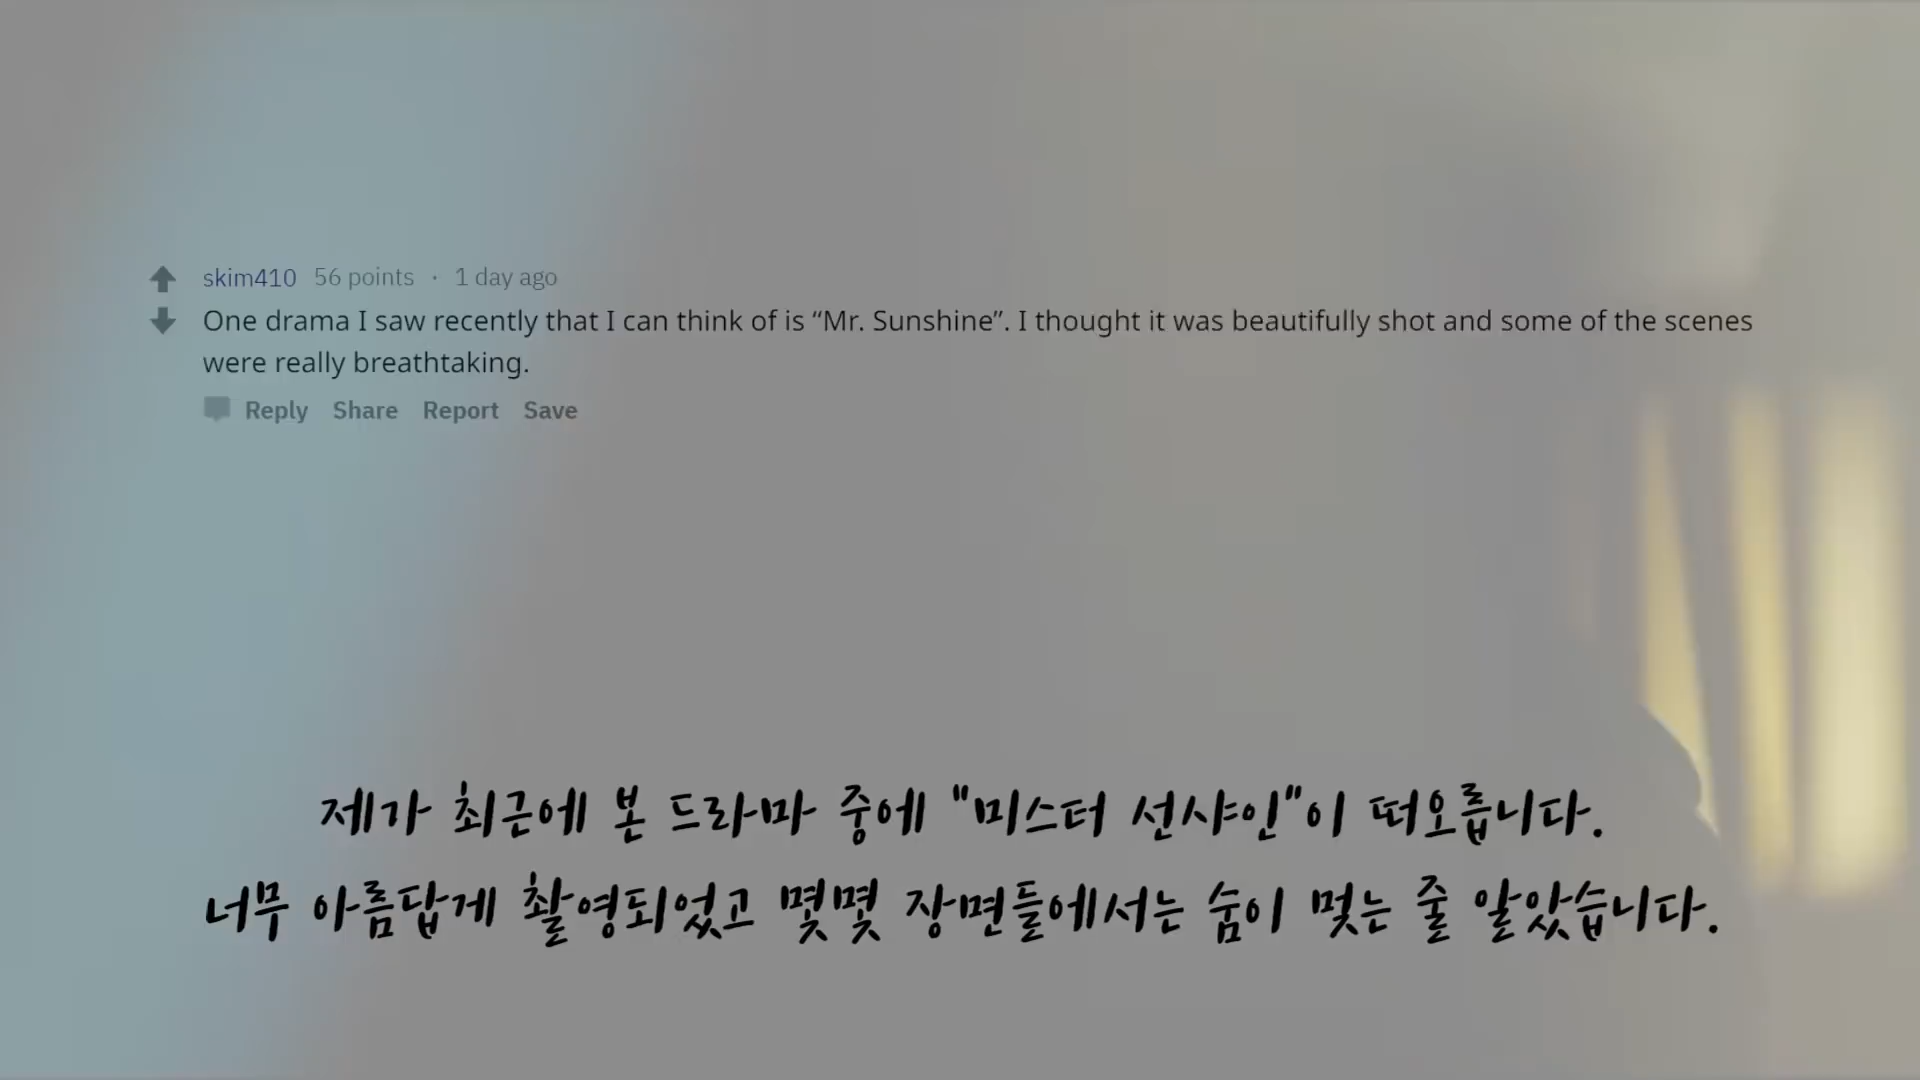 skim410 56 points · 1 day ago
One drama I saw recently that I can think of is “Mr. Sunshine”. I thought it was beautifully shot and some of the scenes
were really breathtaking.
Reply Share Report Save
제가 최근에 본 드라마 중에 "미스터 선샤인"이 떠오릅니다.
너무 아름답게 촬영되었고 몇몇 장면들에서는 숨이 멎는 줄 알았습니다.